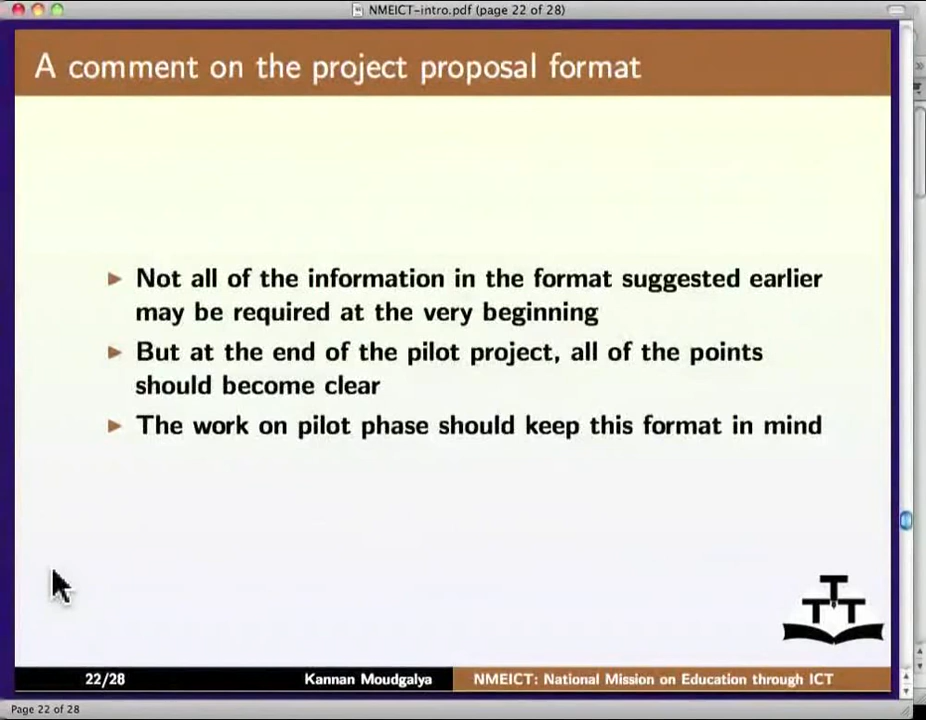 NMEICT-intro.pdf (page 22 of 28)
A comment on the project proposal format
Not all of the information in the format suggested earlier
may be required at the very beginning
But at the end of the pilot project, all of the points
should become clear
The work on pilot phase should keep this format in mind
T
T T
22/28 Kannan Moudgalya NMEICT: National Mission on Education through ICT
Page 22 of 28